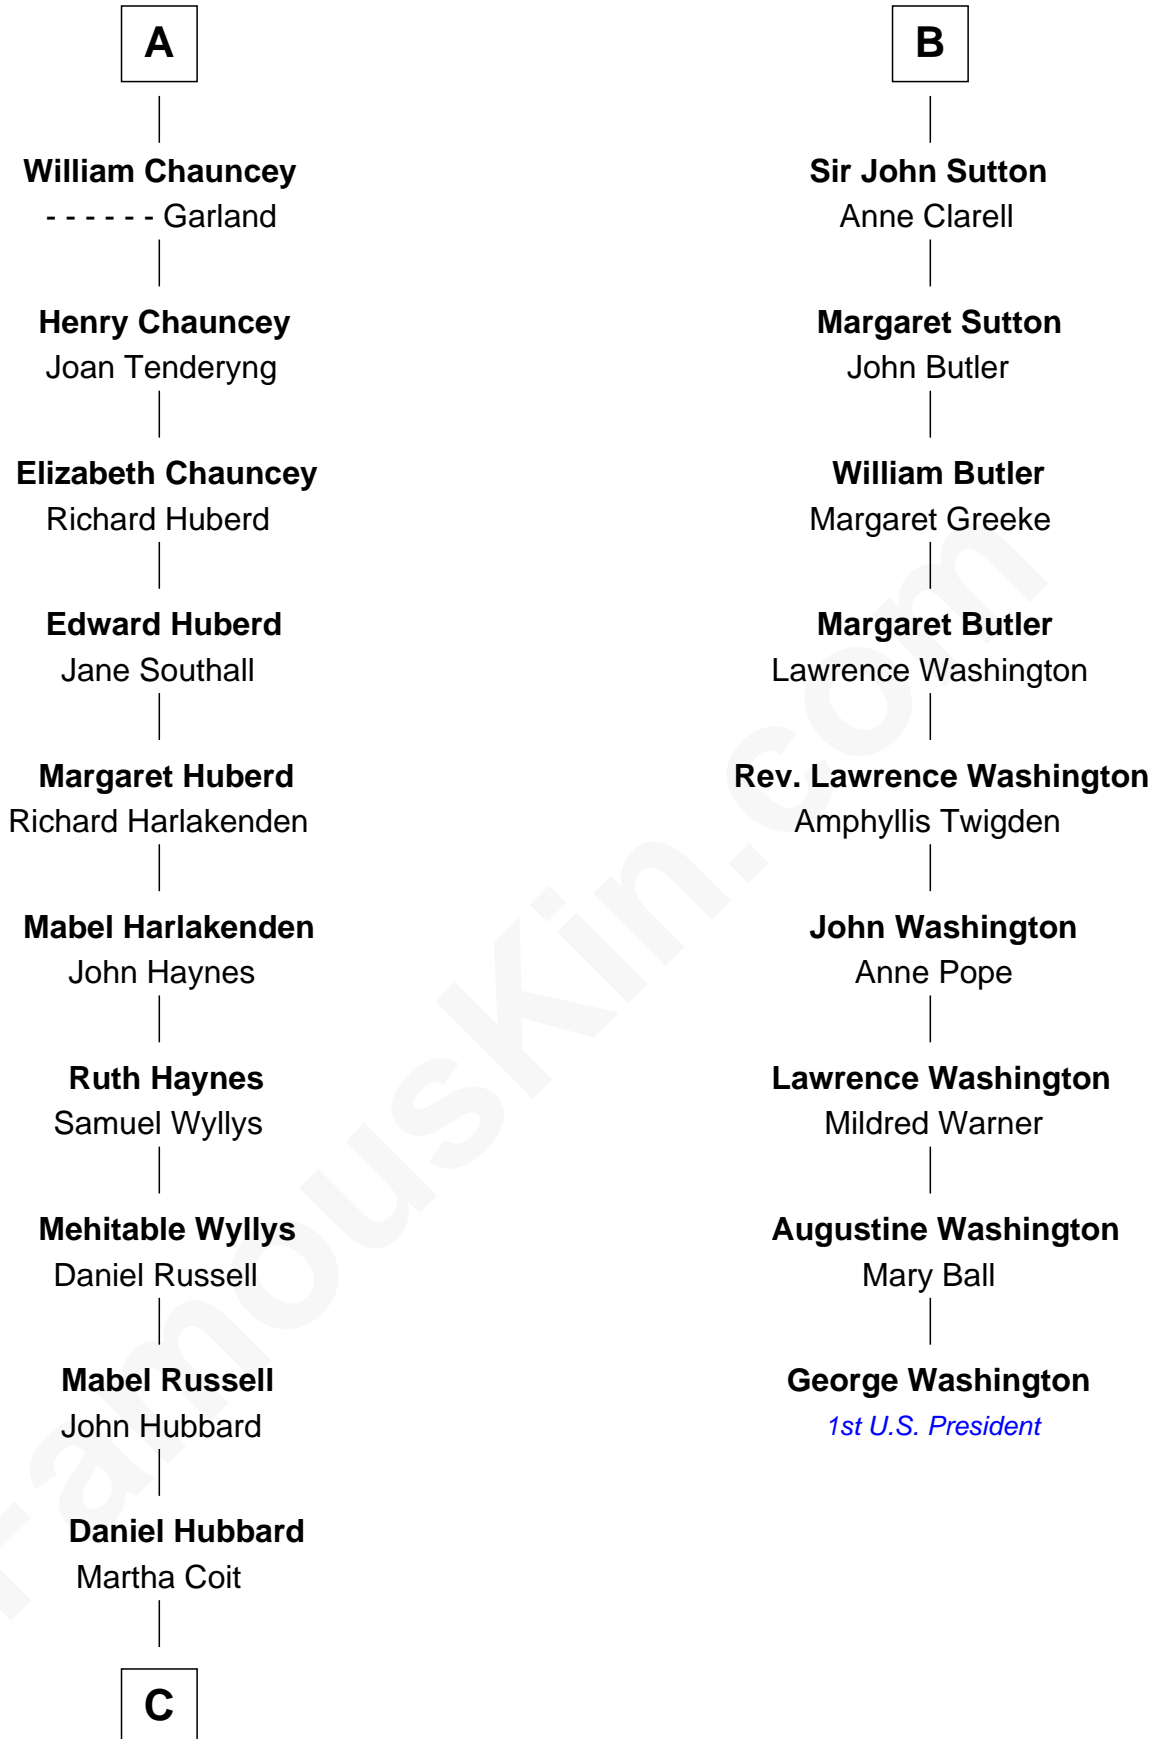 A
William Chauncey
- - - - - - Garland
Henry Chauncey
Joan Tenderyng
Elizabeth Chauncey
Richard Huberd
Edward Huberd
Jane Southall
Margaret Huberd
Richard Harlakenden
Mabel Harlakenden
John Haynes
Ruth Haynes
Samuel Wyllys
Mehitable Wyllys
Daniel Russell
Mabel Russell
John Hubbard
Daniel Hubbard
Martha Coit
C
B
Sir John Sutton
Anne Clarell
Margaret Sutton
John Butler
William Butler
Margaret Greeke
Margaret Butler
Lawrence Washington
Rev. Lawrence Washington
Amphyllis Twigden
John Washington
Anne Pope
Lawrence Washington
Mildred Warner
Augustine Washington
Mary Ball
George Washington
1st U.S. President
FamousKin.com